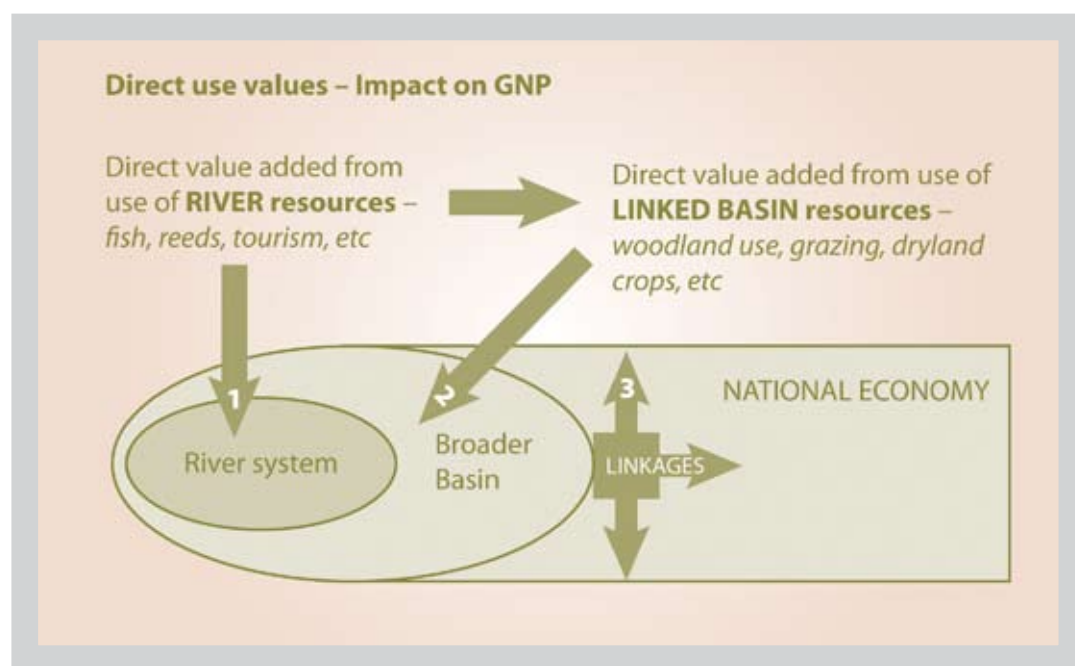 Direct use values – Impact on GNP
Direct value added from
use of RIVER resources –
fish, reeds, tourism, etc
Direct value added from use of
LINKED BASIN resources –
woodland use, grazing, dryland
crops, etc
1
2
3
NATIONAL ECONOMY
River system
Broader
Basin
LINKAGES